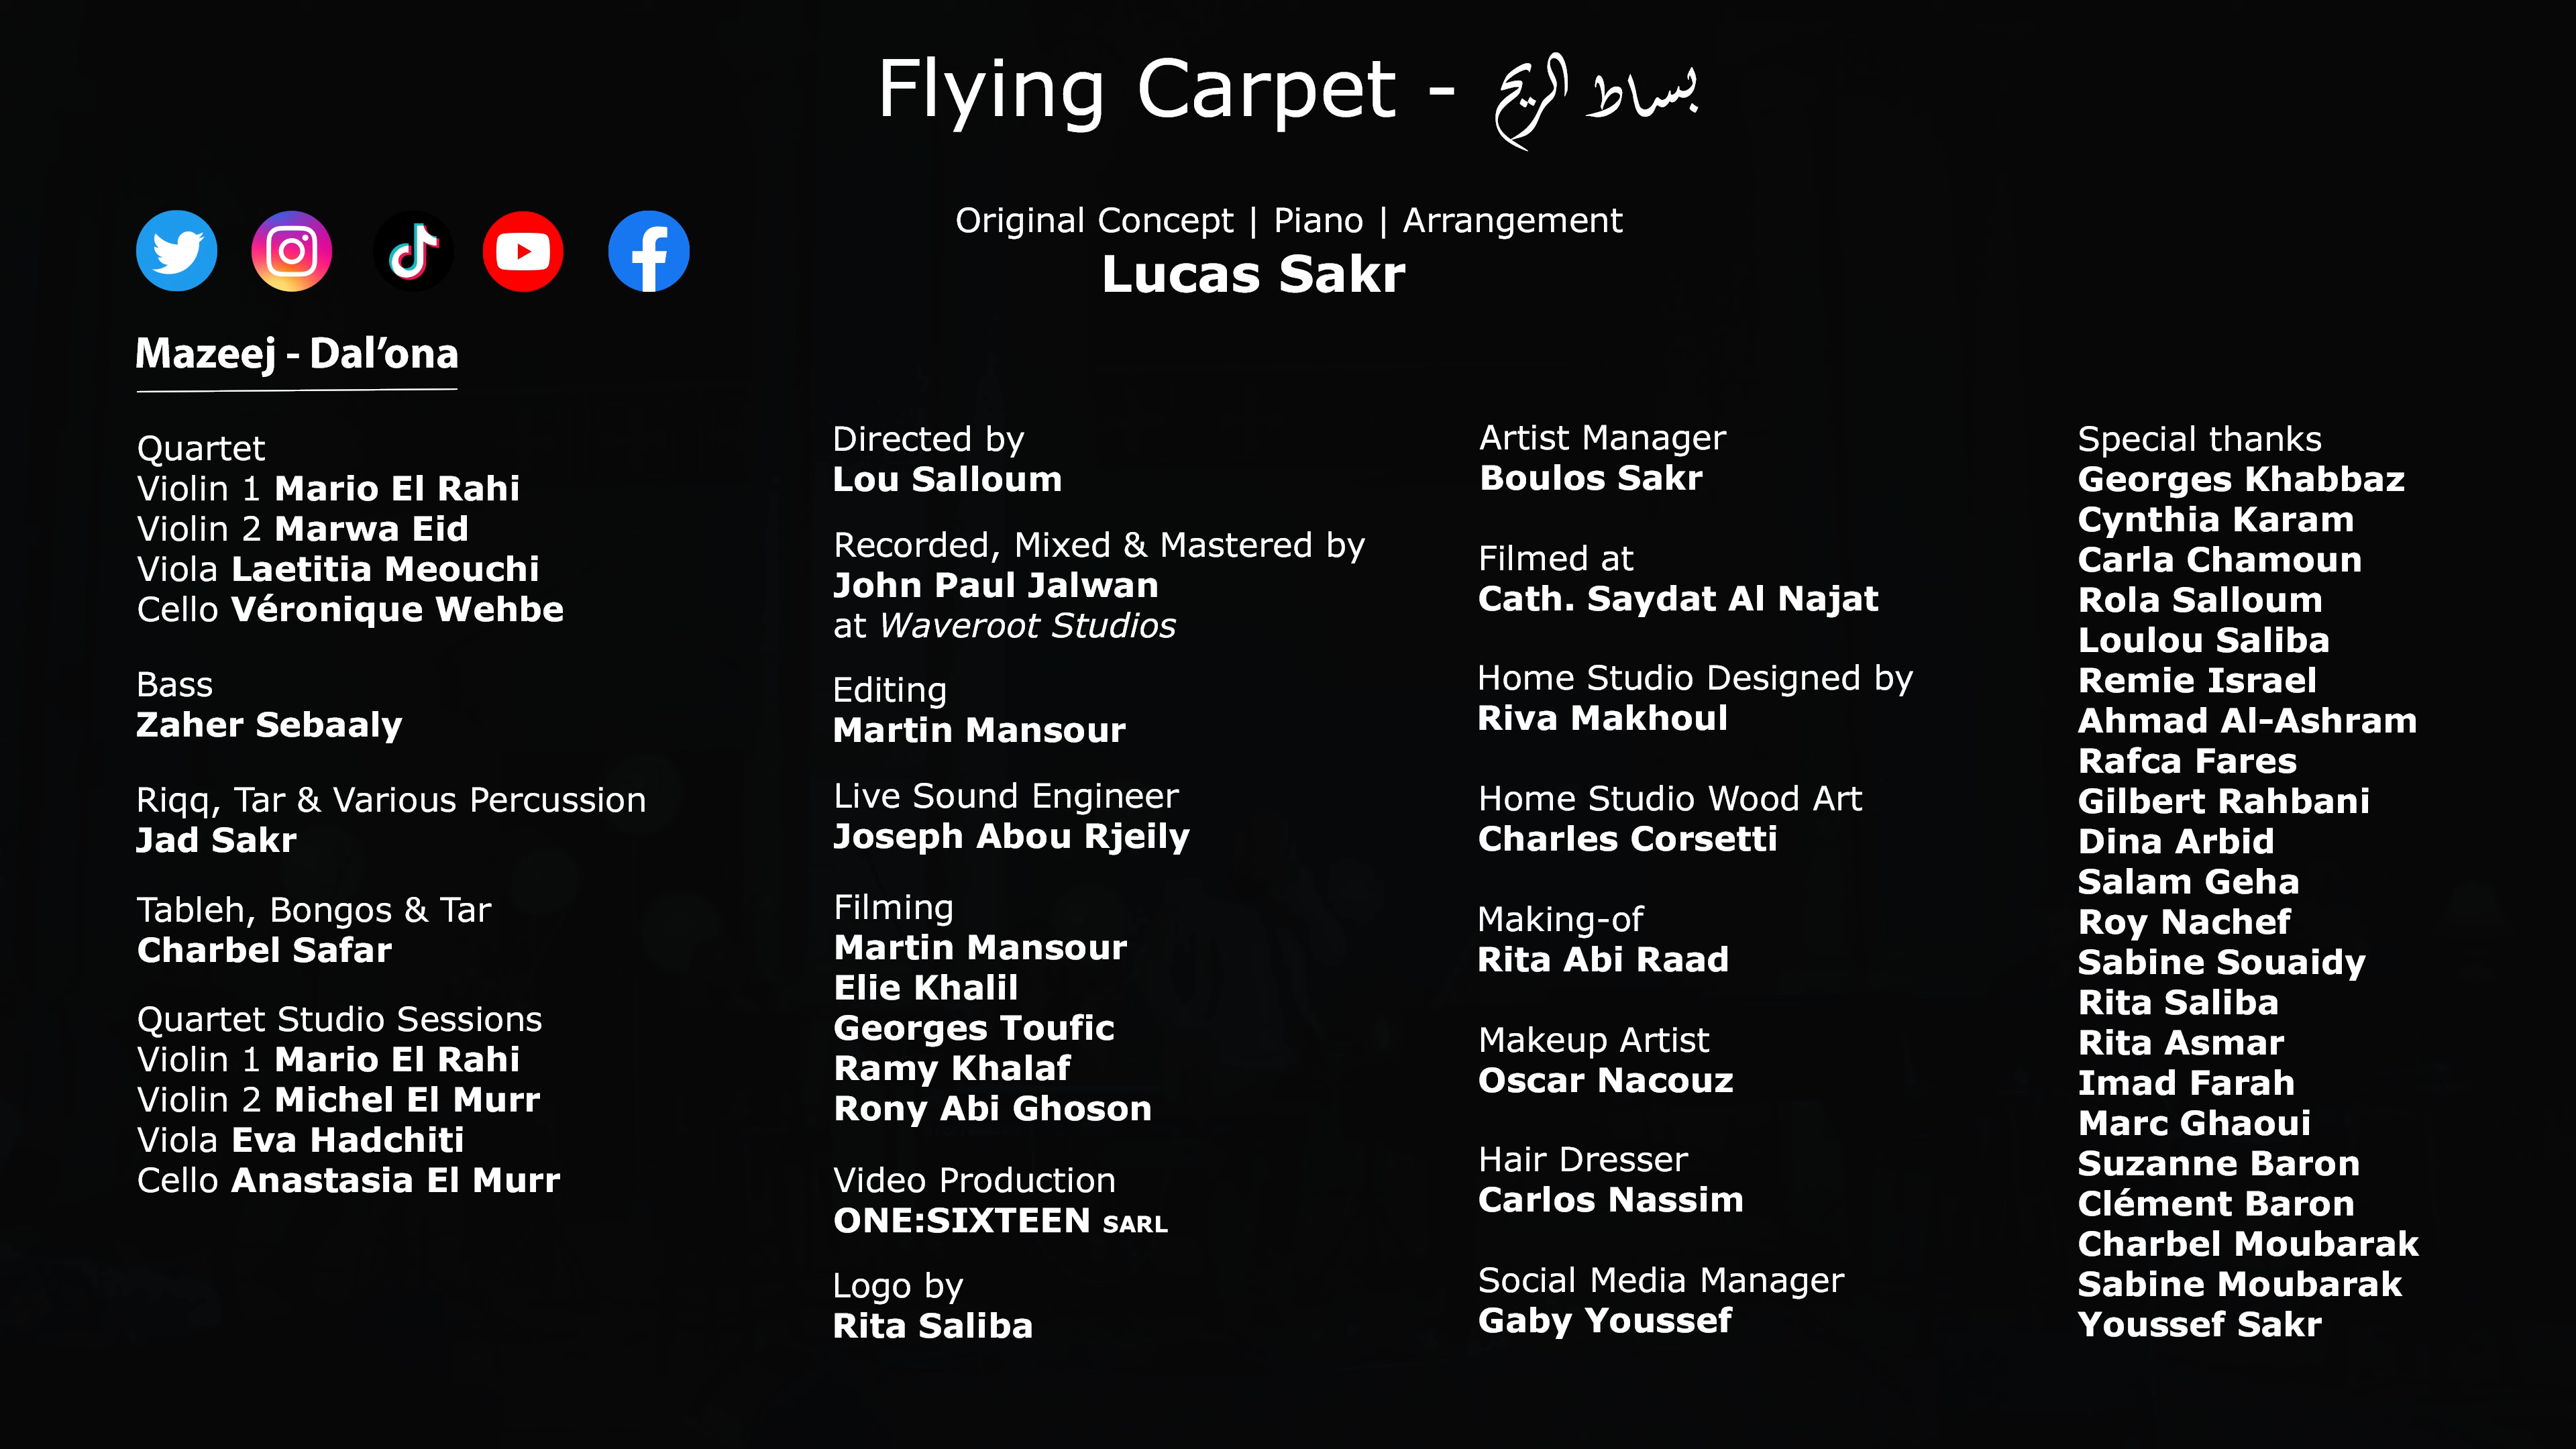 Flying Carpet - بساط الريح
Original Concept | Piano | Arrangement
Lucas Sakr
Mazeej - Dal’ona
Quartet
Violin 1 Mario El Rahi
Violin 2 Marwa Eid
Viola Laetitia Meouchi
Cello Véronique Wehbe
Bass
Zaher Sebaaly
Riqq, Tar & Various Percussion
Jad Sakr
Tableh, Bongos & Tar
Charbel Safar
Quartet Studio Sessions
Violin 1 Mario El Rahi
Violin 2 Michel El Murr
Viola Eva Hadchiti
Cello Anastasia El Murr
Directed by
Lou Salloum
Recorded, Mixed & Mastered by
John Paul Jalwan
at Waveroot Studios
Editing
Martin Mansour
Live Sound Engineer
Joseph Abou Rjeily
Filming
Martin Mansour
Elie Khalil
Georges Toufic
Ramy Khalaf
Rony Abi Ghoson
Video Production
ONE:SIXTEEN SARL
Logo by
Rita Saliba
Artist Manager
Boulos Sakr
Filmed at
Cath. Saydat Al Najat
Home Studio Designed by
Riva Makhoul
Home Studio Wood Art
Charles Corsetti
Making-of
Rita Abi Raad
Makeup Artist
Oscar Nacouz
Hair Dresser
Carlos Nassim
Social Media Manager
Gaby Youssef
Special thanks
Georges Khabbaz
Cynthia Karam
Carla Chamoun
Rola Salloum
Loulou Saliba
Remie Israel
Ahmad Al-Ashram
Rafca Fares
Gilbert Rahbani
Dina Arbid
Salam Geha
Roy Nachef
Sabine Souaidy
Rita Saliba
Rita Asmar
Imad Farah
Marc Ghaoui
Suzanne Baron
Clément Baron
Charbel Moubarak
Sabine Moubarak
Youssef Sakr